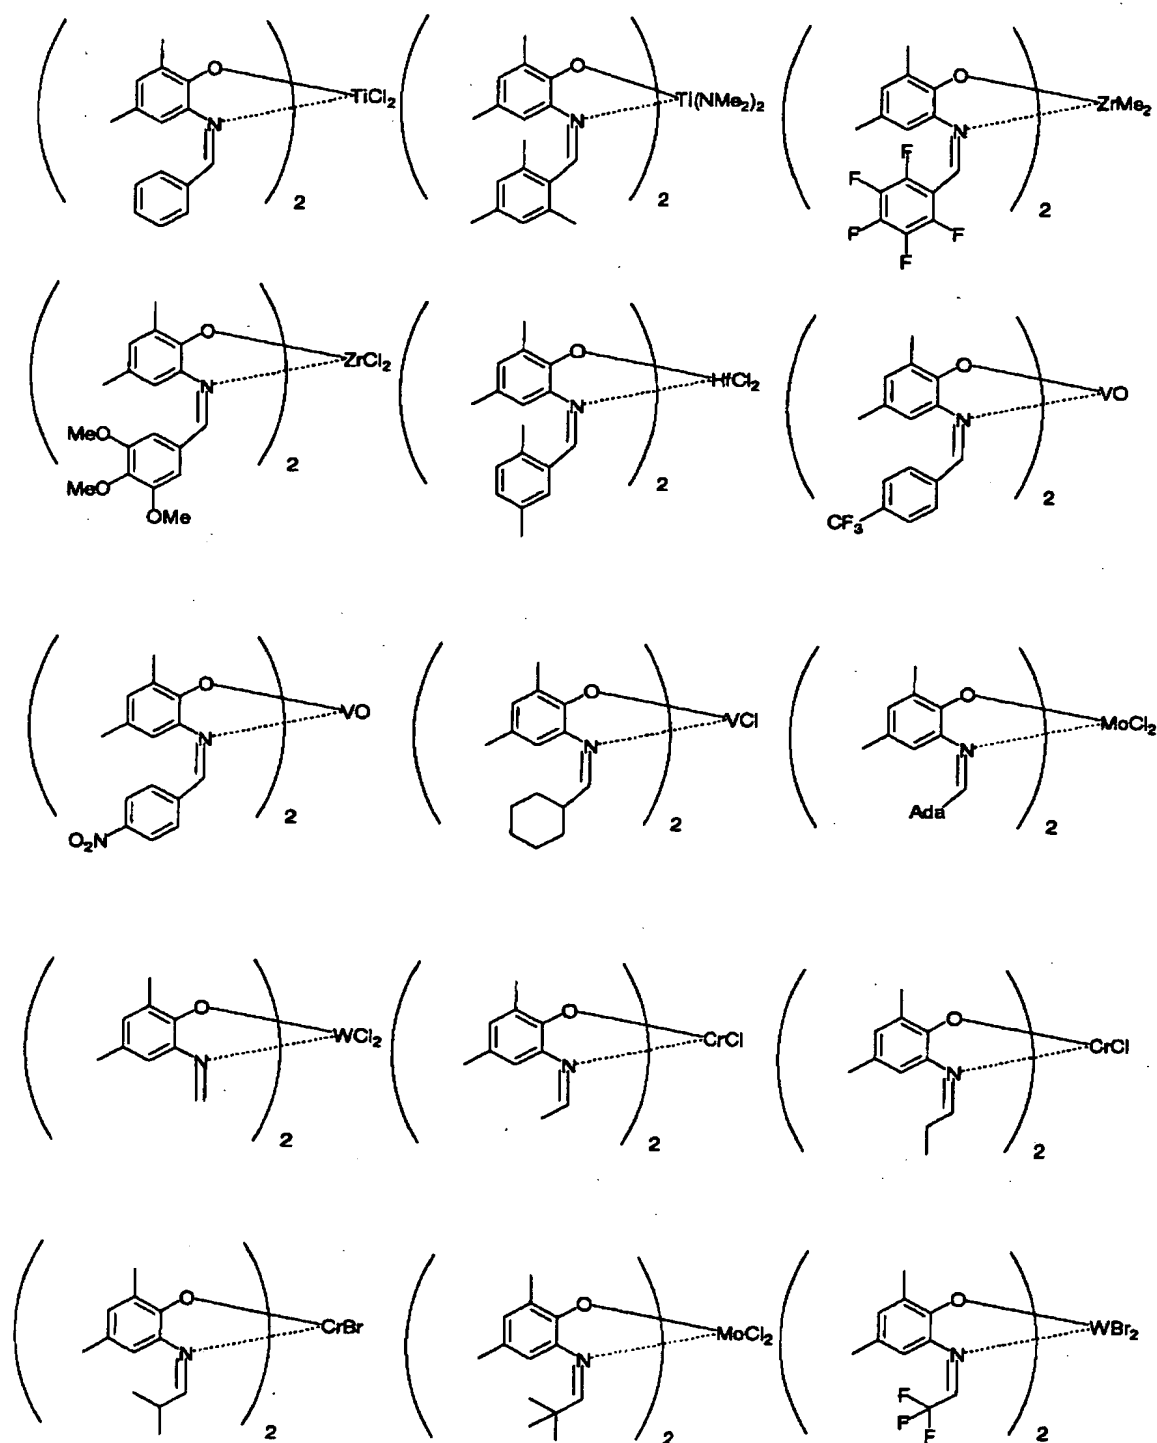 O TiCl2 N 2
O Ti(NMe2)2 N 2
O ZrMe2 N F F F F F 2
O ZrCl2 N MeO MeO OMe 2
O HfCl2 N 2
O VO N CF3 2
O VO N O2N 2
O VCl N 2
O MoCl2 N Ada 2
O WCl2 N 2
O CrCl N 2
O CrCl N 2
O CrBr N 2
O MoCl2 N 2
O WBr2 N F F F 2